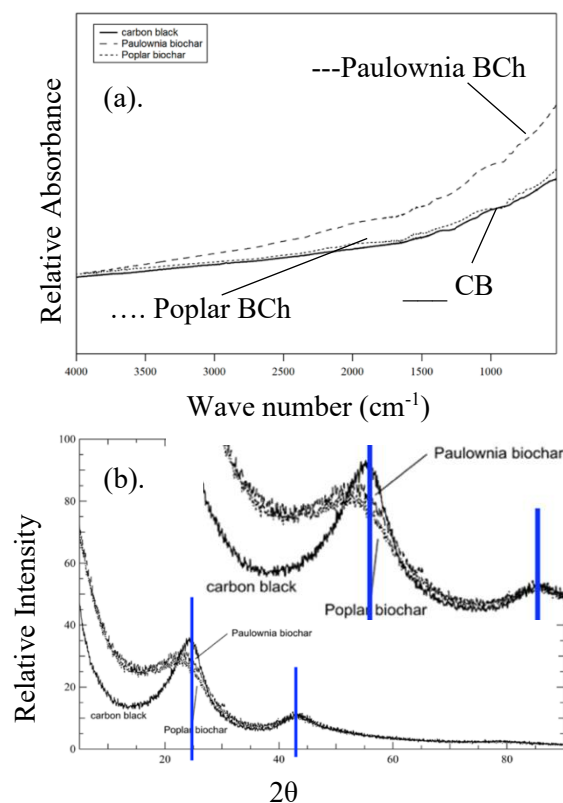 carbon black
Paulownia biochar
Poplar biochar
(a).
---Paulownia BCh
Relative Absorbance
.... Poplar BCh
___ CB
4000 3500 3000 2500 2000 1500 1000
Wave number (cm-1)
(b).
100
80
60
40
20
0
Paulownia biochar
carbon black
Poplar biochar
Relative Intensity
Paulownia biochar
carbon black
Poplar biochar
20 40 60 80
2θ